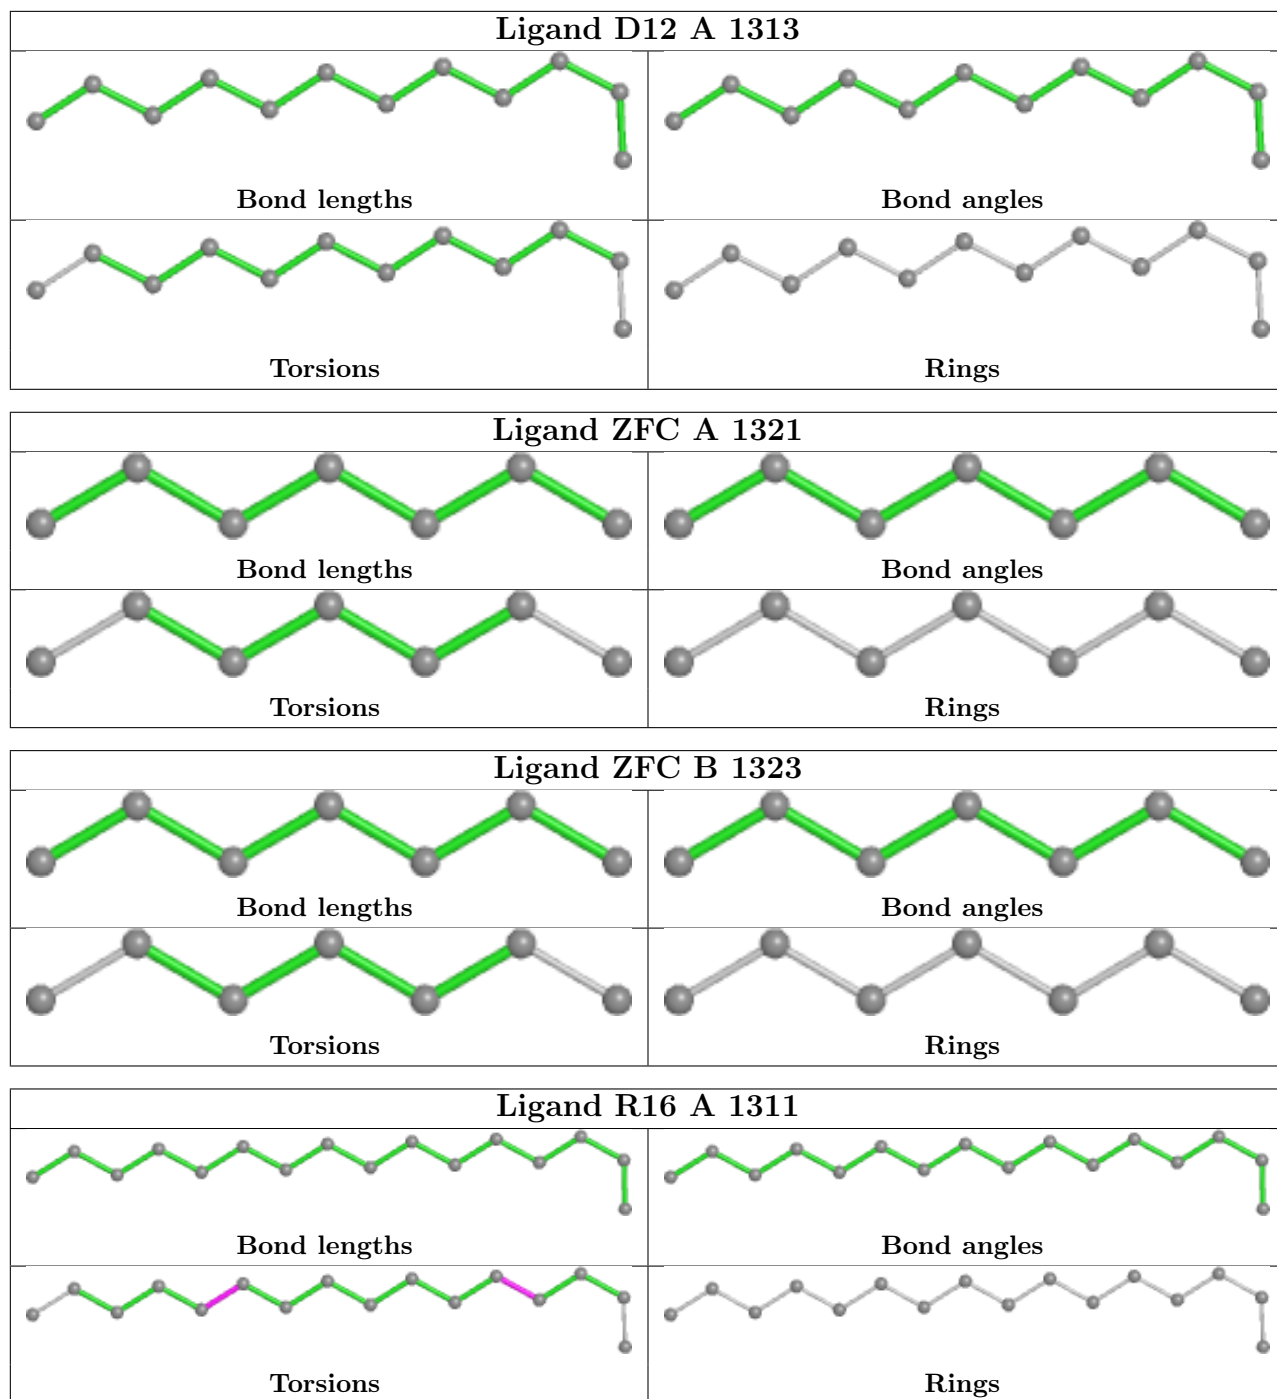 Ligand D12 A 1313
Bond lengths
Bond angles
Torsions
Rings
Ligand ZFC A 1321
Bond lengths
Bond angles
Torsions
Rings
Ligand ZFC B 1323
Bond lengths
Bond angles
Torsions
Rings
Ligand R16 A 1311
Bond lengths
Bond angles
Torsions
Rings